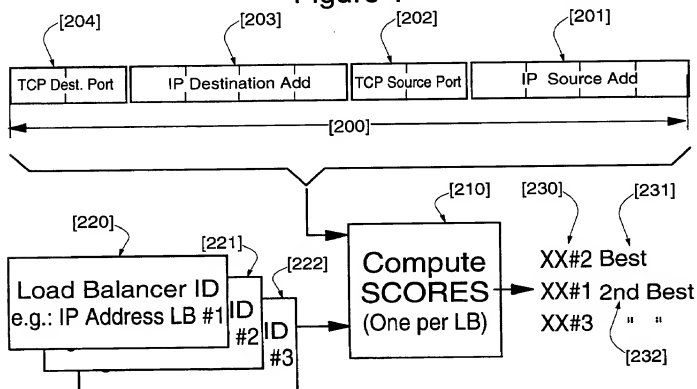 [204] [203] [202] [201]
TCP Dest. Port IP Destination Add TCP Source Port IP Source Add
[200]
[220] [221] [222] [210] [230] [231]
Load Balancer ID
e.g.: IP Address LB #1
ID
#2
ID
#3
Compute
SCORES
(One per LB)
XX#2 Best
XX#1 2nd Best
XX#3 " "
[232]